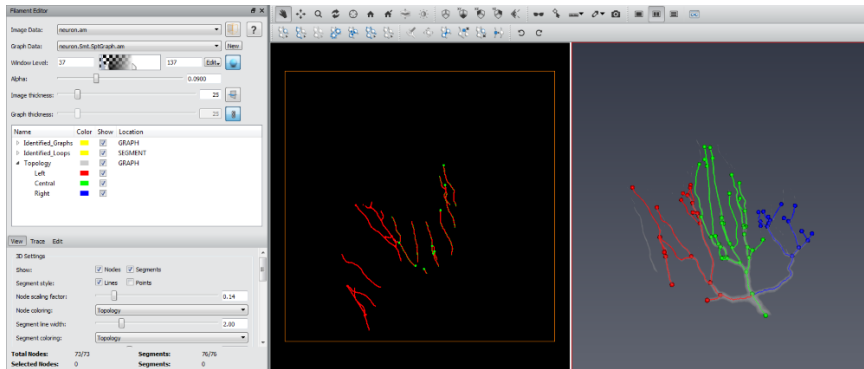 Filament Editor
Image Data: neuron.am
Graph Data: neuron.Smt.SptGraph.am New
Window Level: 37 137 Edit
Alpha: 0.0900
Image thickness: 25
Graph thickness: 25
Name Color Show Location
Identified_Graphs GRAPH
Identified_Loops SEGMENT
Topology GRAPH
Left
Central
Right
View Trace Edit
3D Settings
Show: Nodes Segments
Segment style: Lines Points
Node scaling factor: 0.14
Node coloring: Topology
Segment line width: 2.00
Segment coloring: Topology
Total Nodes: 73/73 Segments: 76/76
Selected Nodes: 0 Segments: 0